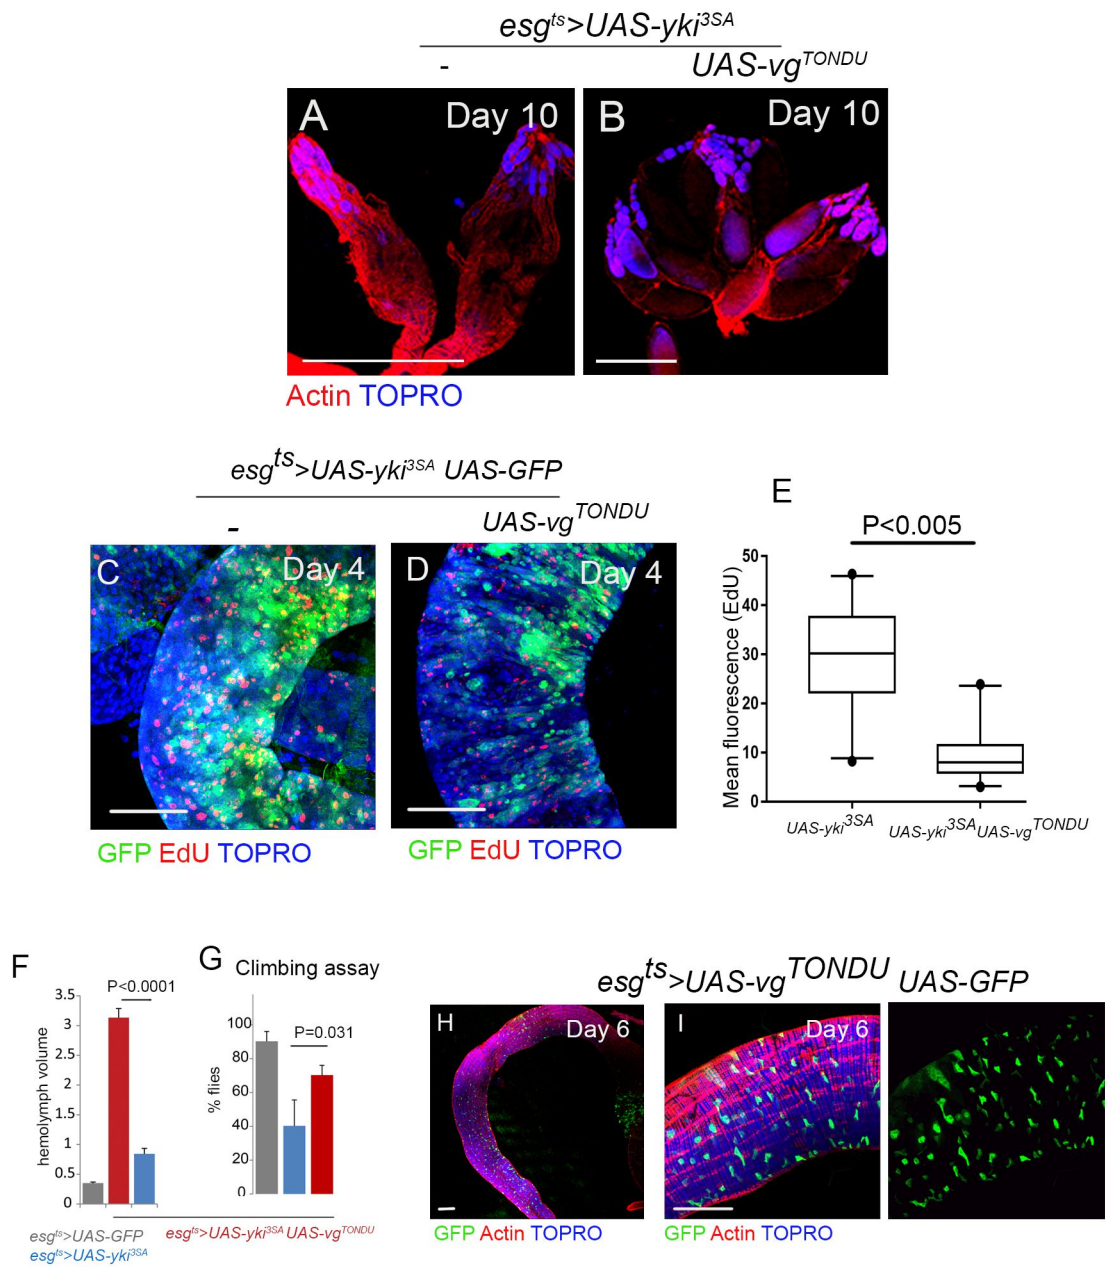 esgᵗˢ>UAS-yki³ˢᴬ
- UAS-vgᵀᴼᴺᴰᵁ
A Day 10 B Day 10
Actin TOPRO
esgᵗˢ>UAS-yki³ˢᴬ UAS-GFP
- UAS-vgᵀᴼᴺᴰᵁ
C Day 4 D Day 4
GFP EdU TOPRO GFP EdU TOPRO
E
P<0.005
Mean fluorescence (EdU)
50
40
30
20
10
0
UAS-yki³ˢᴬ UAS-yki³ˢᴬUAS-vgᵀᴼᴺᴰᵁ
F
P<0.0001
hemolymph volume
3.5
3
2.5
2
1.5
1
0.5
0
G Climbing assay
P=0.031
% flies
100
80
60
40
20
0
esgᵗˢ>UAS-GFP esgᵗˢ>UAS-yki³ˢᴬ UAS-vgᵀᴼᴺᴰᵁ
esgᵗˢ>UAS-yki³ˢᴬ
esgᵗˢ>UAS-vgᵀᴼᴺᴰᵁ UAS-GFP
H Day 6 I Day 6
GFP Actin TOPRO GFP Actin TOPRO